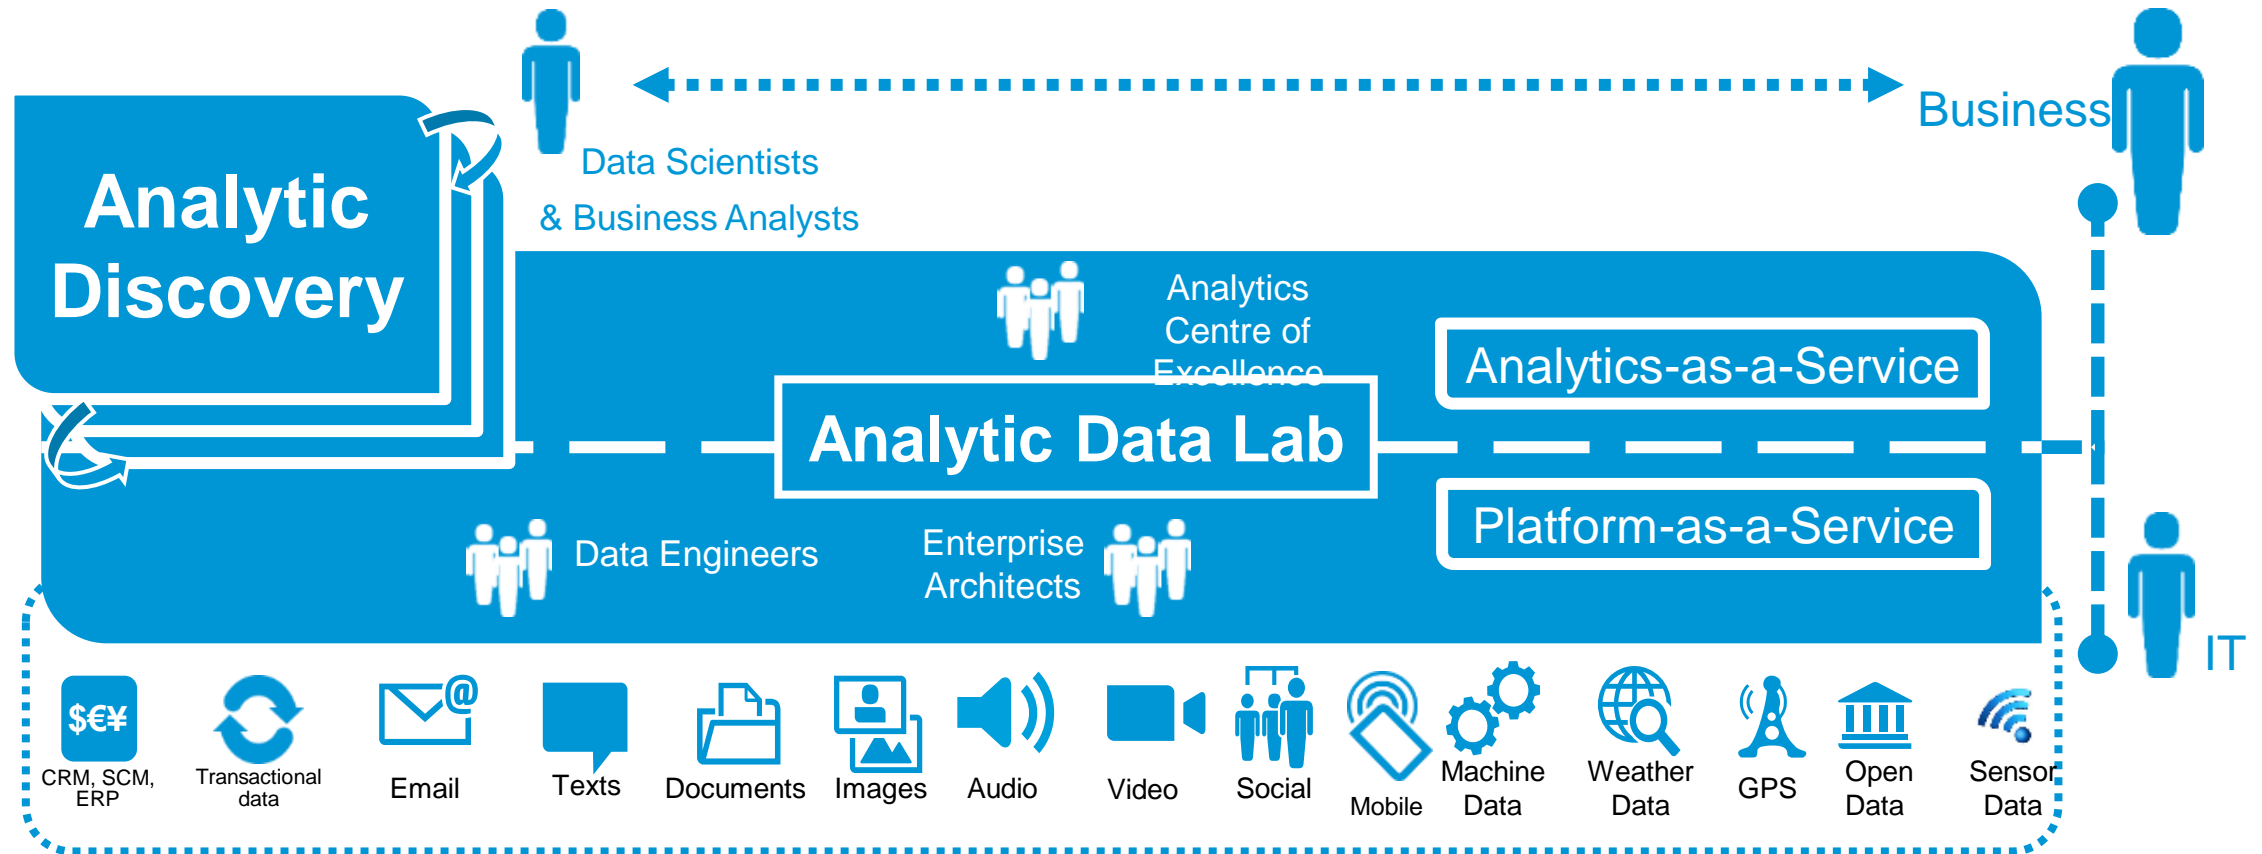 Business
Data Scientists
& Business Analysts
Analytic
Discovery
Analytics
Centre of
Excellence
Analytics-as-a-Service
Analytic Data Lab
Platform-as-a-Service
Data Engineers
Enterprise
Architects
IT
$€¥
@
CRM, SCM,
ERP
Transactional
data
Email
Texts
Documents
Images
Audio
Video
Social
Mobile
Machine
Data
Weather
Data
GPS
Open
Data
Sensor
Data